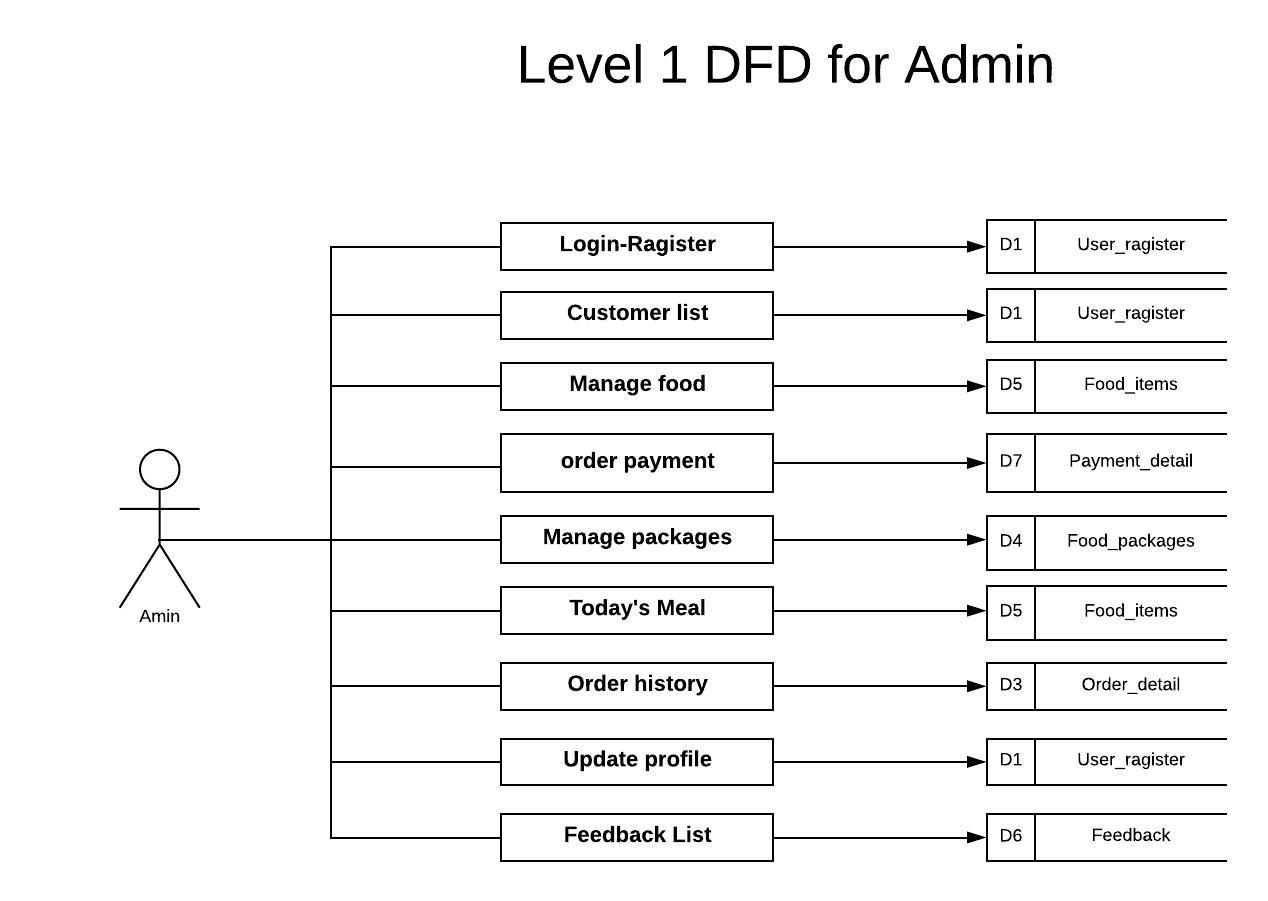 Level 1 DFD for Admin
Login-Ragister
D1
User_ragister
Customer list
D1
User_ragister
Manage food
D5
Food_items
order payment
D7
Payment_detail
Manage packages
D4
Food_packages
Today's Meal
D5
Food_items
Amin
Order history
D3
Order_detail
Update profile
D1
User_ragister
Feedback List
D6
Feedback